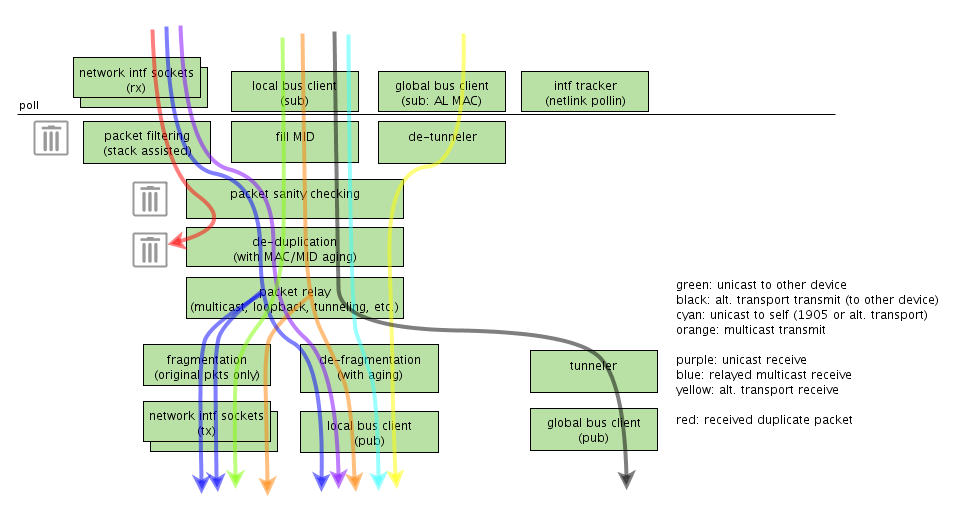 network intf sockets
(rx)
local bus client
(sub)
global bus client
(sub: AL MAC)
intf tracker
(netlink pollin)
poll
packet filtering
(stack assisted)
fill MID
de-tunneler
packet sanity checking
de-duplication
(with MAC/MID aging)
packet relay
(multicast, loopback, tunneling, etc.)
fragmentation
(original pkts only)
de-fragmentation
(with aging)
tunneler
network intf sockets
(tx)
local bus client
(pub)
global bus client
(pub)
green: unicast to other device
black: alt. transport transmit (to other device)
cyan: unicast to self (1905 or alt. transport)
orange: multicast transmit
purple: unicast receive
blue: relayed multicast receive
yellow: alt. transport receive
red: received duplicate packet